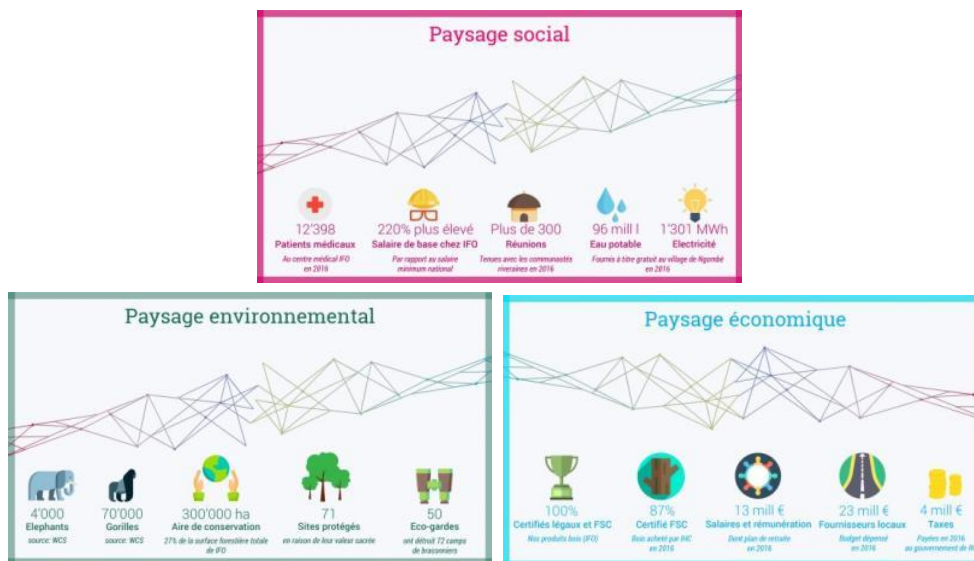 Paysage social
12'398
Patients médicaux
Au centre médical IFO
en 2016
220% plus élevé
Salaire de base chez IFO
Par rapport au salaire
minimum national
Plus de 300
Réunions
Tenues avec les communautés
riveraines en 2016
96 mill l
Eau potable
1'301 MWh
Electricité
Fournis à titre gratuit au village de Ngombé
en 2016
Paysage environnemental
4'000
Elephants
source: WCS
70'000
Gorilles
source: WCS
300'000 ha
Aire de conservation
27% de la surface forestière totale
de IFO
71
Sites protégés
en raison de leur valeur sacrée
50
Eco-gardes
ont détruit 72 camps
de braconniers
Paysage économique
100%
Certifiés légaux et FSC
Nos produits bois (IFO)
87%
Certifié FSC
Bois acheté par IHC
en 2016
13 mill €
Salaires et rémunération
Dont plan de retraite
en 2016
23 mill €
Fournisseurs locaux
Budget dépensé
en 2016
4 mill €
Taxes
Payées en 2016
au gouvernement de